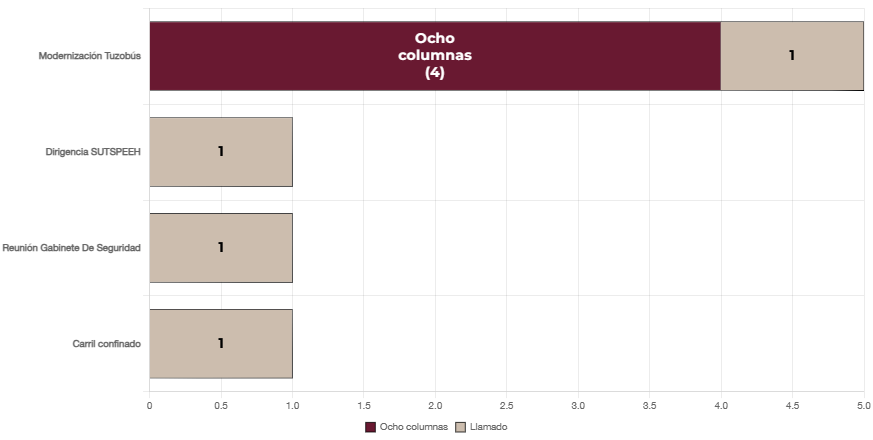 Modernización Tuzobús
Ocho
columnas
(4)
1
Dirigencia SUTSPEEH
1
Reunión Gabinete De Seguridad
1
Carril confinado
1
0 0.5 1.0 1.5 2.0 2.5 3.0 3.5 4.0 4.5 5.0
Ocho columnas Llamado